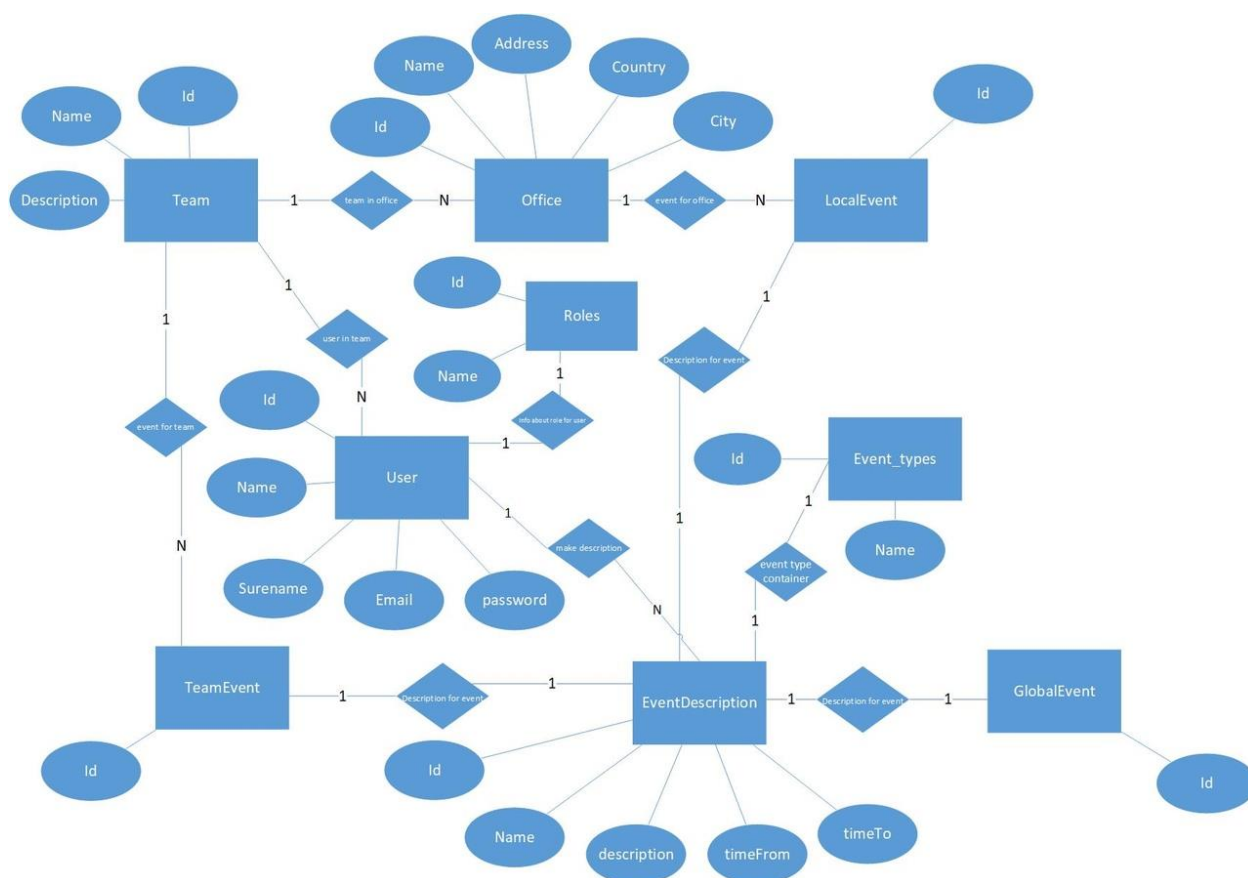 Address
Name
Country
Id
Id
Name
Id
City
Description
Team
1
team in office
N
Office
1
event for office
N
LocalEvent
Id
Roles
1
1
1
user in team
Description for event
Name
1
N
Id
info about role for user
event for team
1
Event_types
Id
User
Name
1
1
1
make description
N
Name
event type
container
Surename
Email
password
N
1
TeamEvent
1
Description for event
1
EventDescription
1
Description for event
1
GlobalEvent
Id
Id
Id
Name
description
timeFrom
timeTo